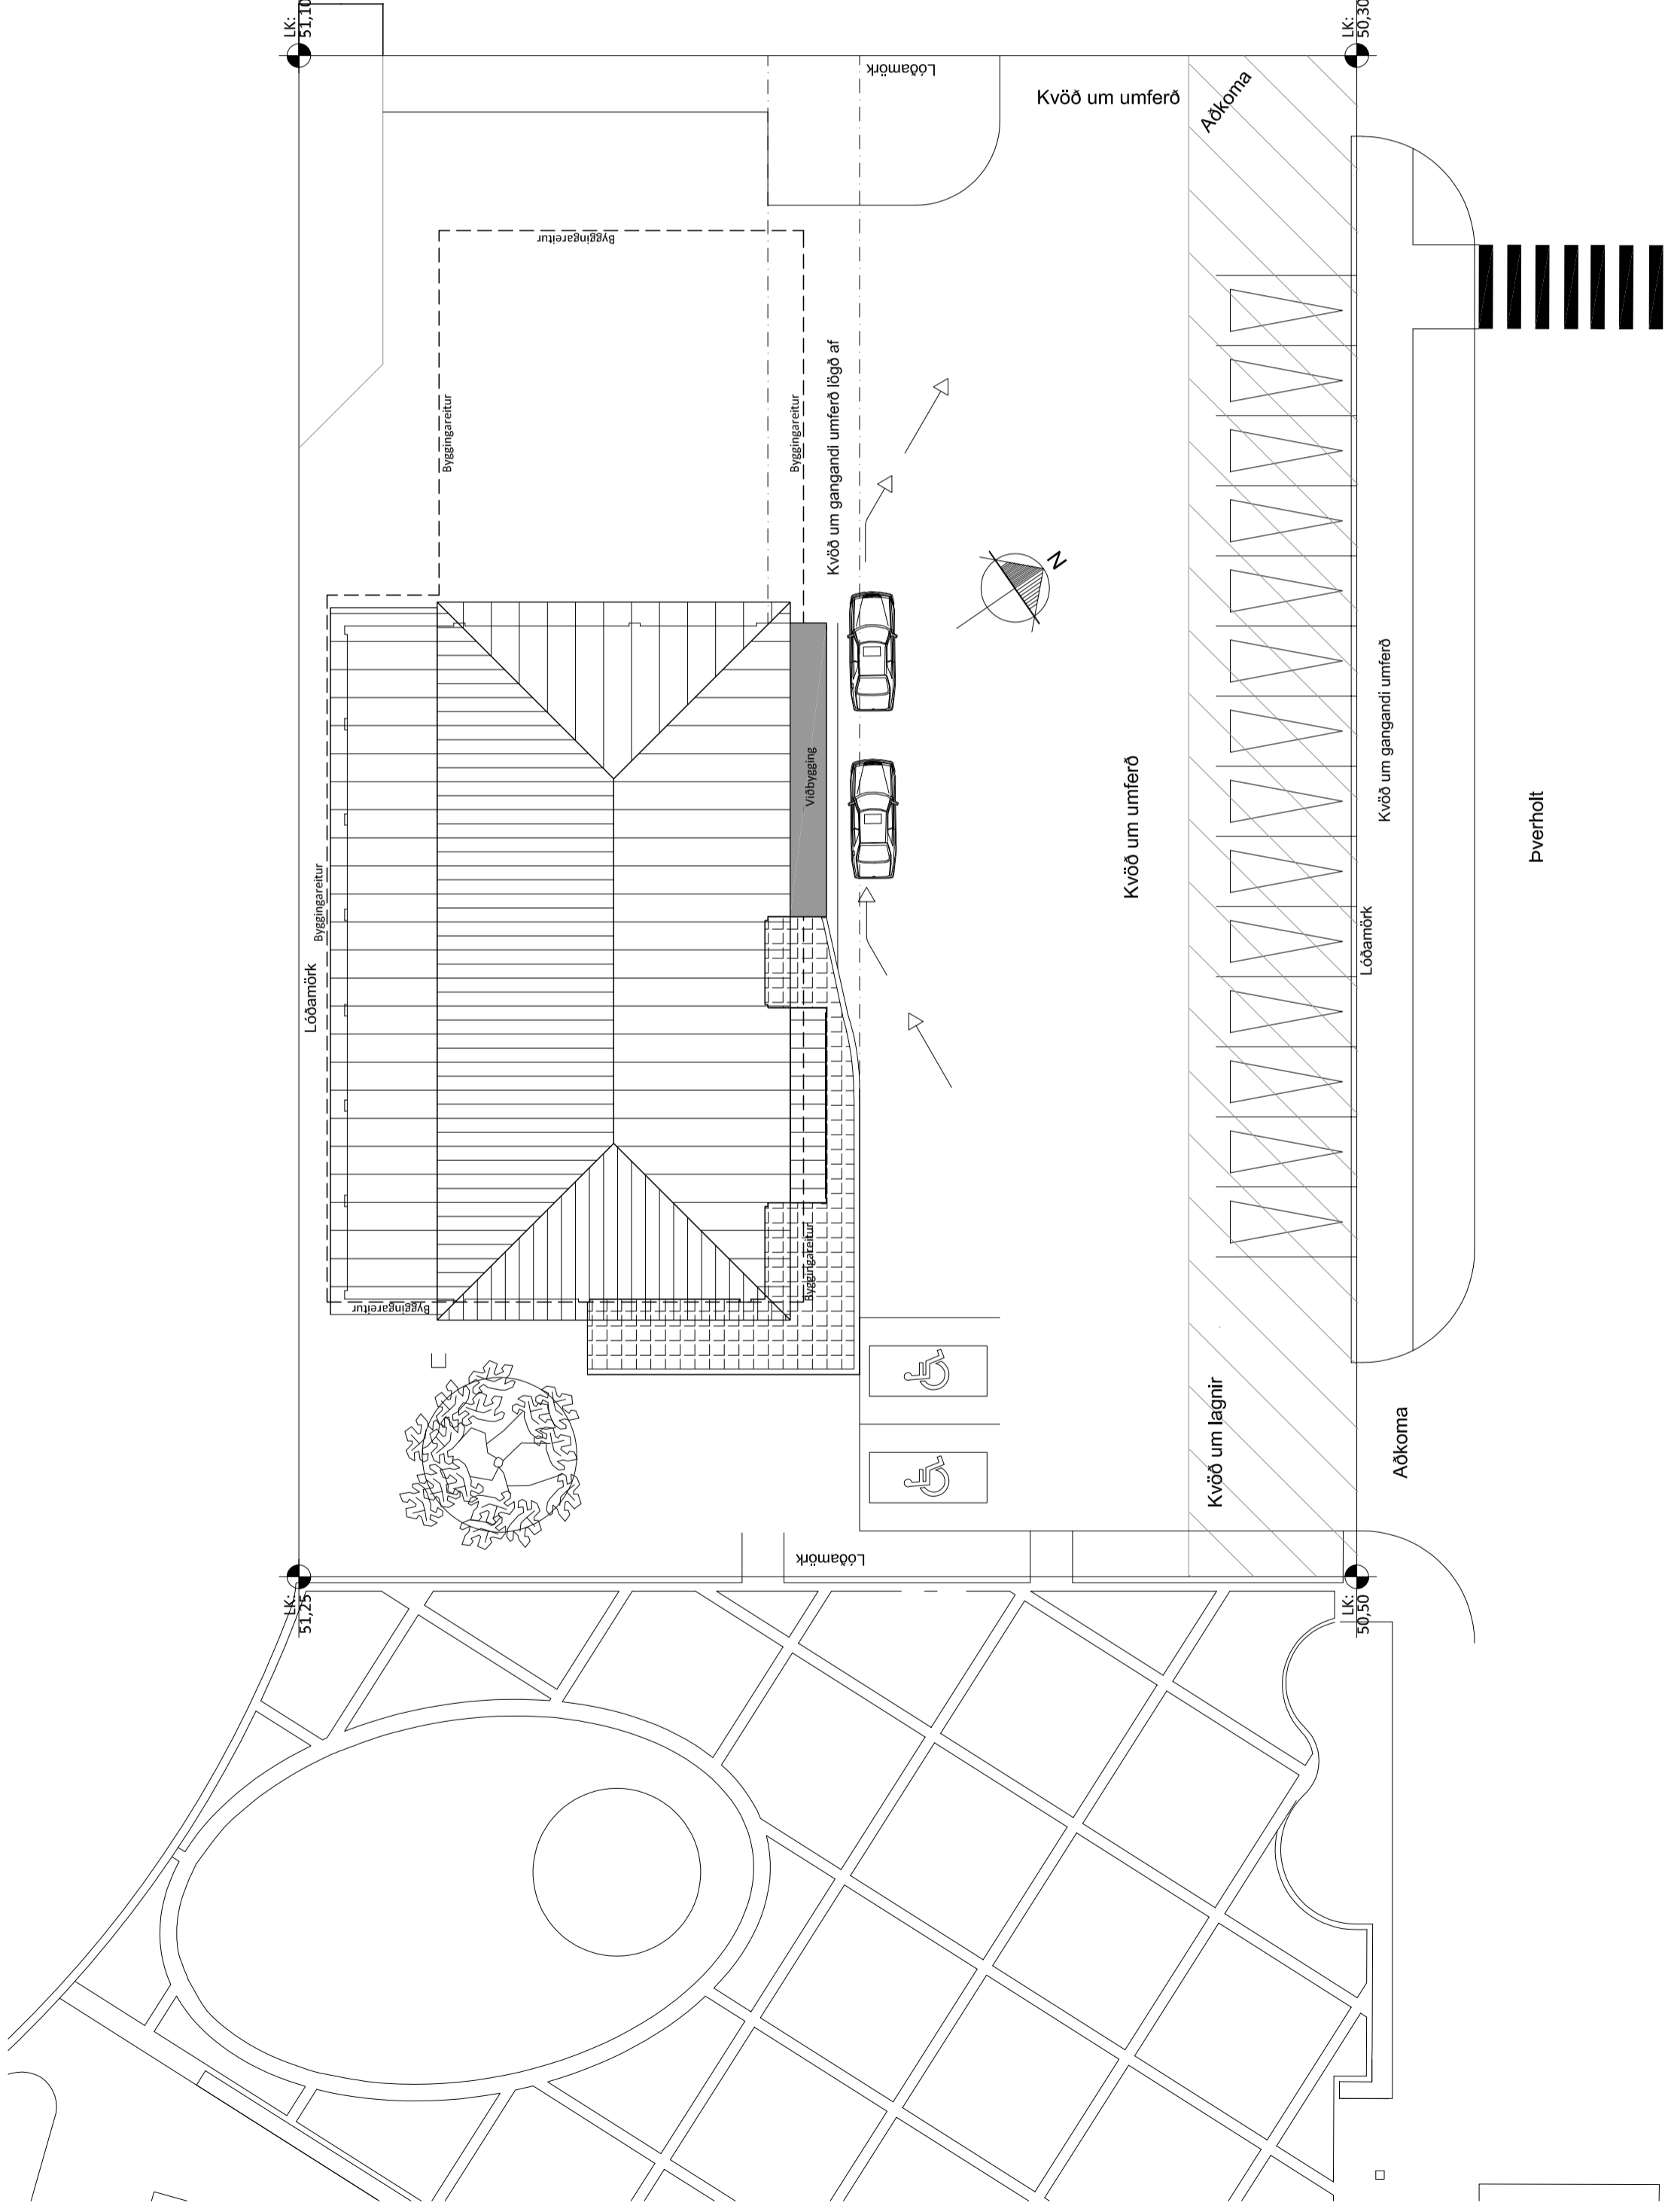 LK:
51,10
LK:
50,30
Lóðamörk
Kvöð um umferð
Aðkoma
Byggingareitur
Byggingareitur
Byggingareitur
Kvöð um gangandi umferð lögð af
N
Viðbygging
Kvöð um umferð
Kvöð um gangandi umferð
Þverholt
Byggingareitur
Lóðamörk
Lóðamörk
Byggingareitur
Byggingareitur
Kvöð um lagnir
Aðkoma
Lóðamörk
LK:
51,25
LK:
50,50